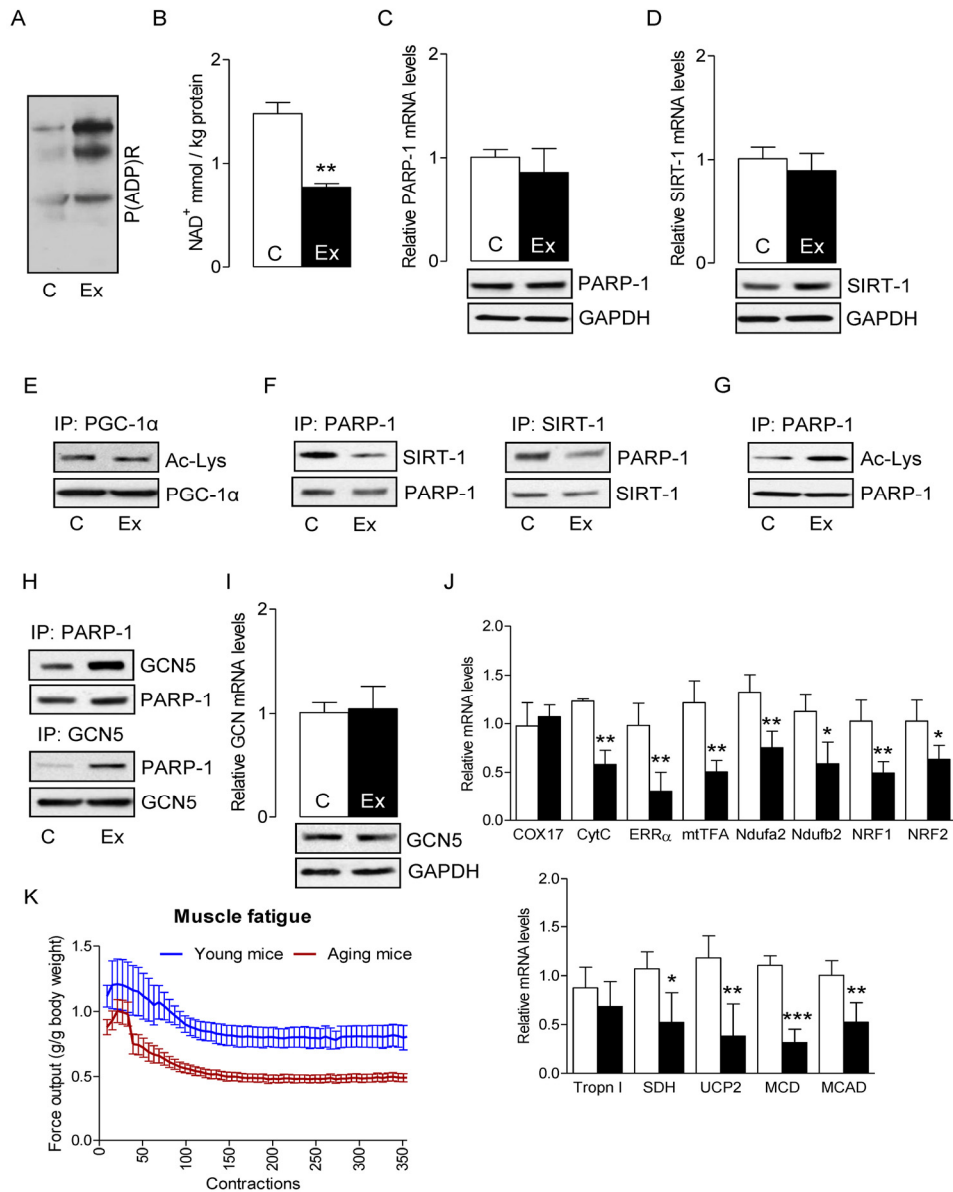 A
P(ADP)R
C Ex
B
NAD+ mmol / kg protein
2
1
0
**
C Ex
C
Relative PARP-1 mRNA levels
2
1
0
C Ex
PARP-1
GAPDH
D
Relative SIRT-1 mRNA levels
2
1
0
C Ex
SIRT-1
GAPDH
E
IP: PGC-1α
Ac-Lys
PGC-1α
C Ex
F
IP: PARP-1
SIRT-1
PARP-1
C Ex
IP: SIRT-1
PARP-1
SIRT-1
C Ex
G
IP: PARP-1
Ac-Lys
PARP-1
C Ex
H
IP: PARP-1
GCN5
PARP-1
IP: GCN5
PARP-1
GCN5
C Ex
I
Relative GCN mRNA levels
2
1
0
C Ex
GCN5
GAPDH
J
Relative mRNA levels
2.0
1.5
1.0
0.5
0.0
** ** ** ** * ** *
COX17 CytC ERRα mtTFA Ndufa2 Ndufb2 NRF1 NRF2
Relative mRNA levels
2.0
1.5
1.0
0.5
0.0
* ** *** **
Tropn I SDH UCP2 MCD MCAD
K
Muscle fatigue
Young mice Aging mice
Force output (g/g body weight)
1.5
1.0
0.5
0.0
0 50 100 150 200 250 300 350
Contractions